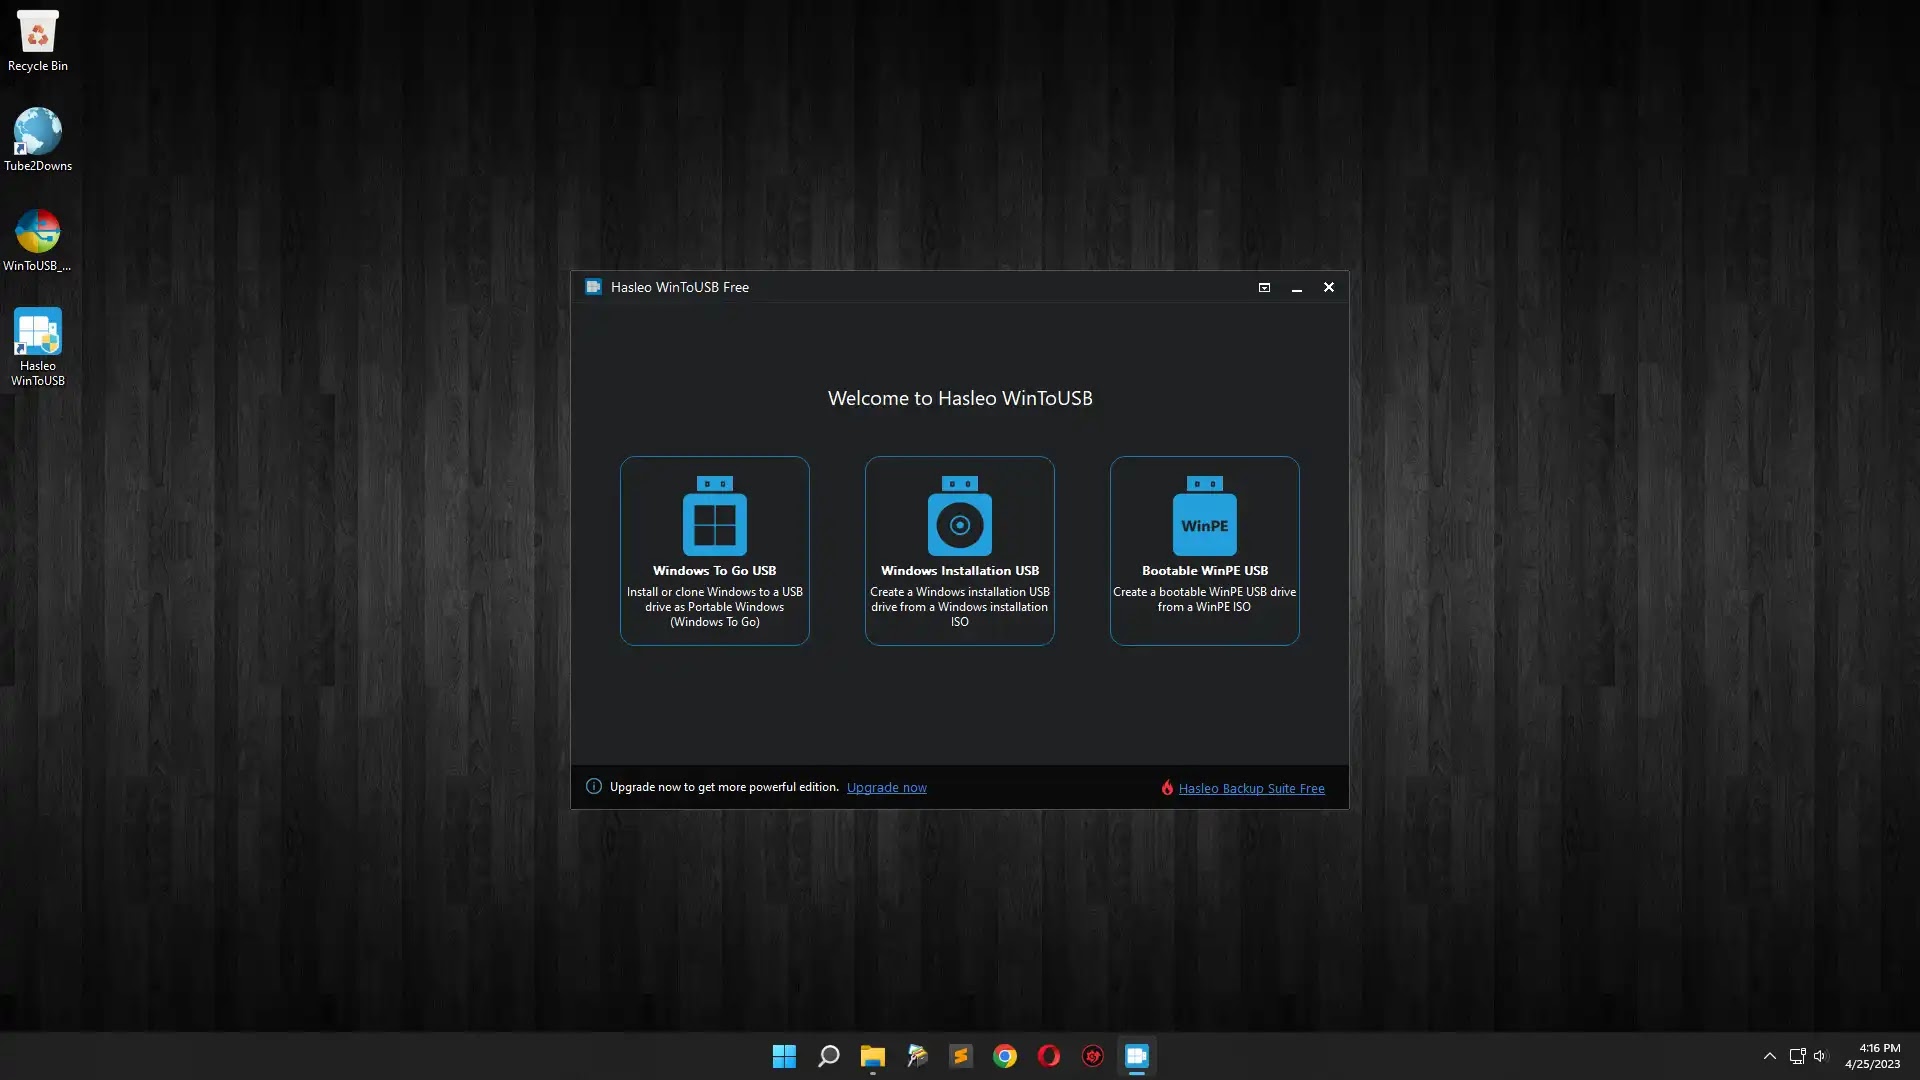 Recycle Bin
Tube2Downs
WinToUSB_...
Hasleo
WinToUSB
Hasleo WinToUSB Free
Welcome to Hasleo WinToUSB
Windows To Go USB
Install or clone Windows to a USB
drive as Portable Windows
(Windows To Go)
Windows Installation USB
Create a Windows installation USB
drive from a Windows installation
ISO
WinPE
Bootable WinPE USB
Create a bootable WinPE USB drive
from a WinPE ISO
Upgrade now to get more powerful edition. Upgrade now
Hasleo Backup Suite Free
4:16 PM
4/25/2023